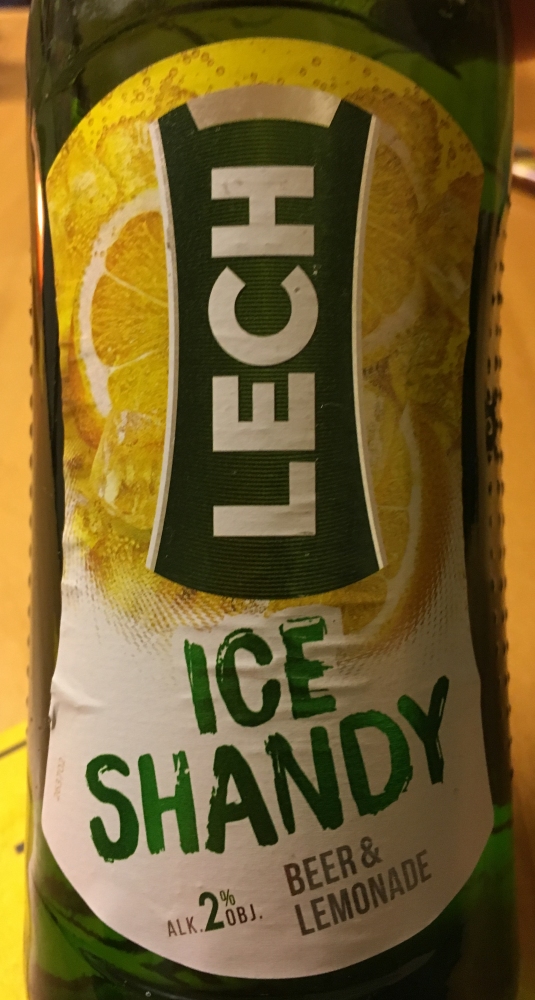 LECH
ICE
SHANDY
ALK. 2% OBJ.
BEER &
LEMONADE